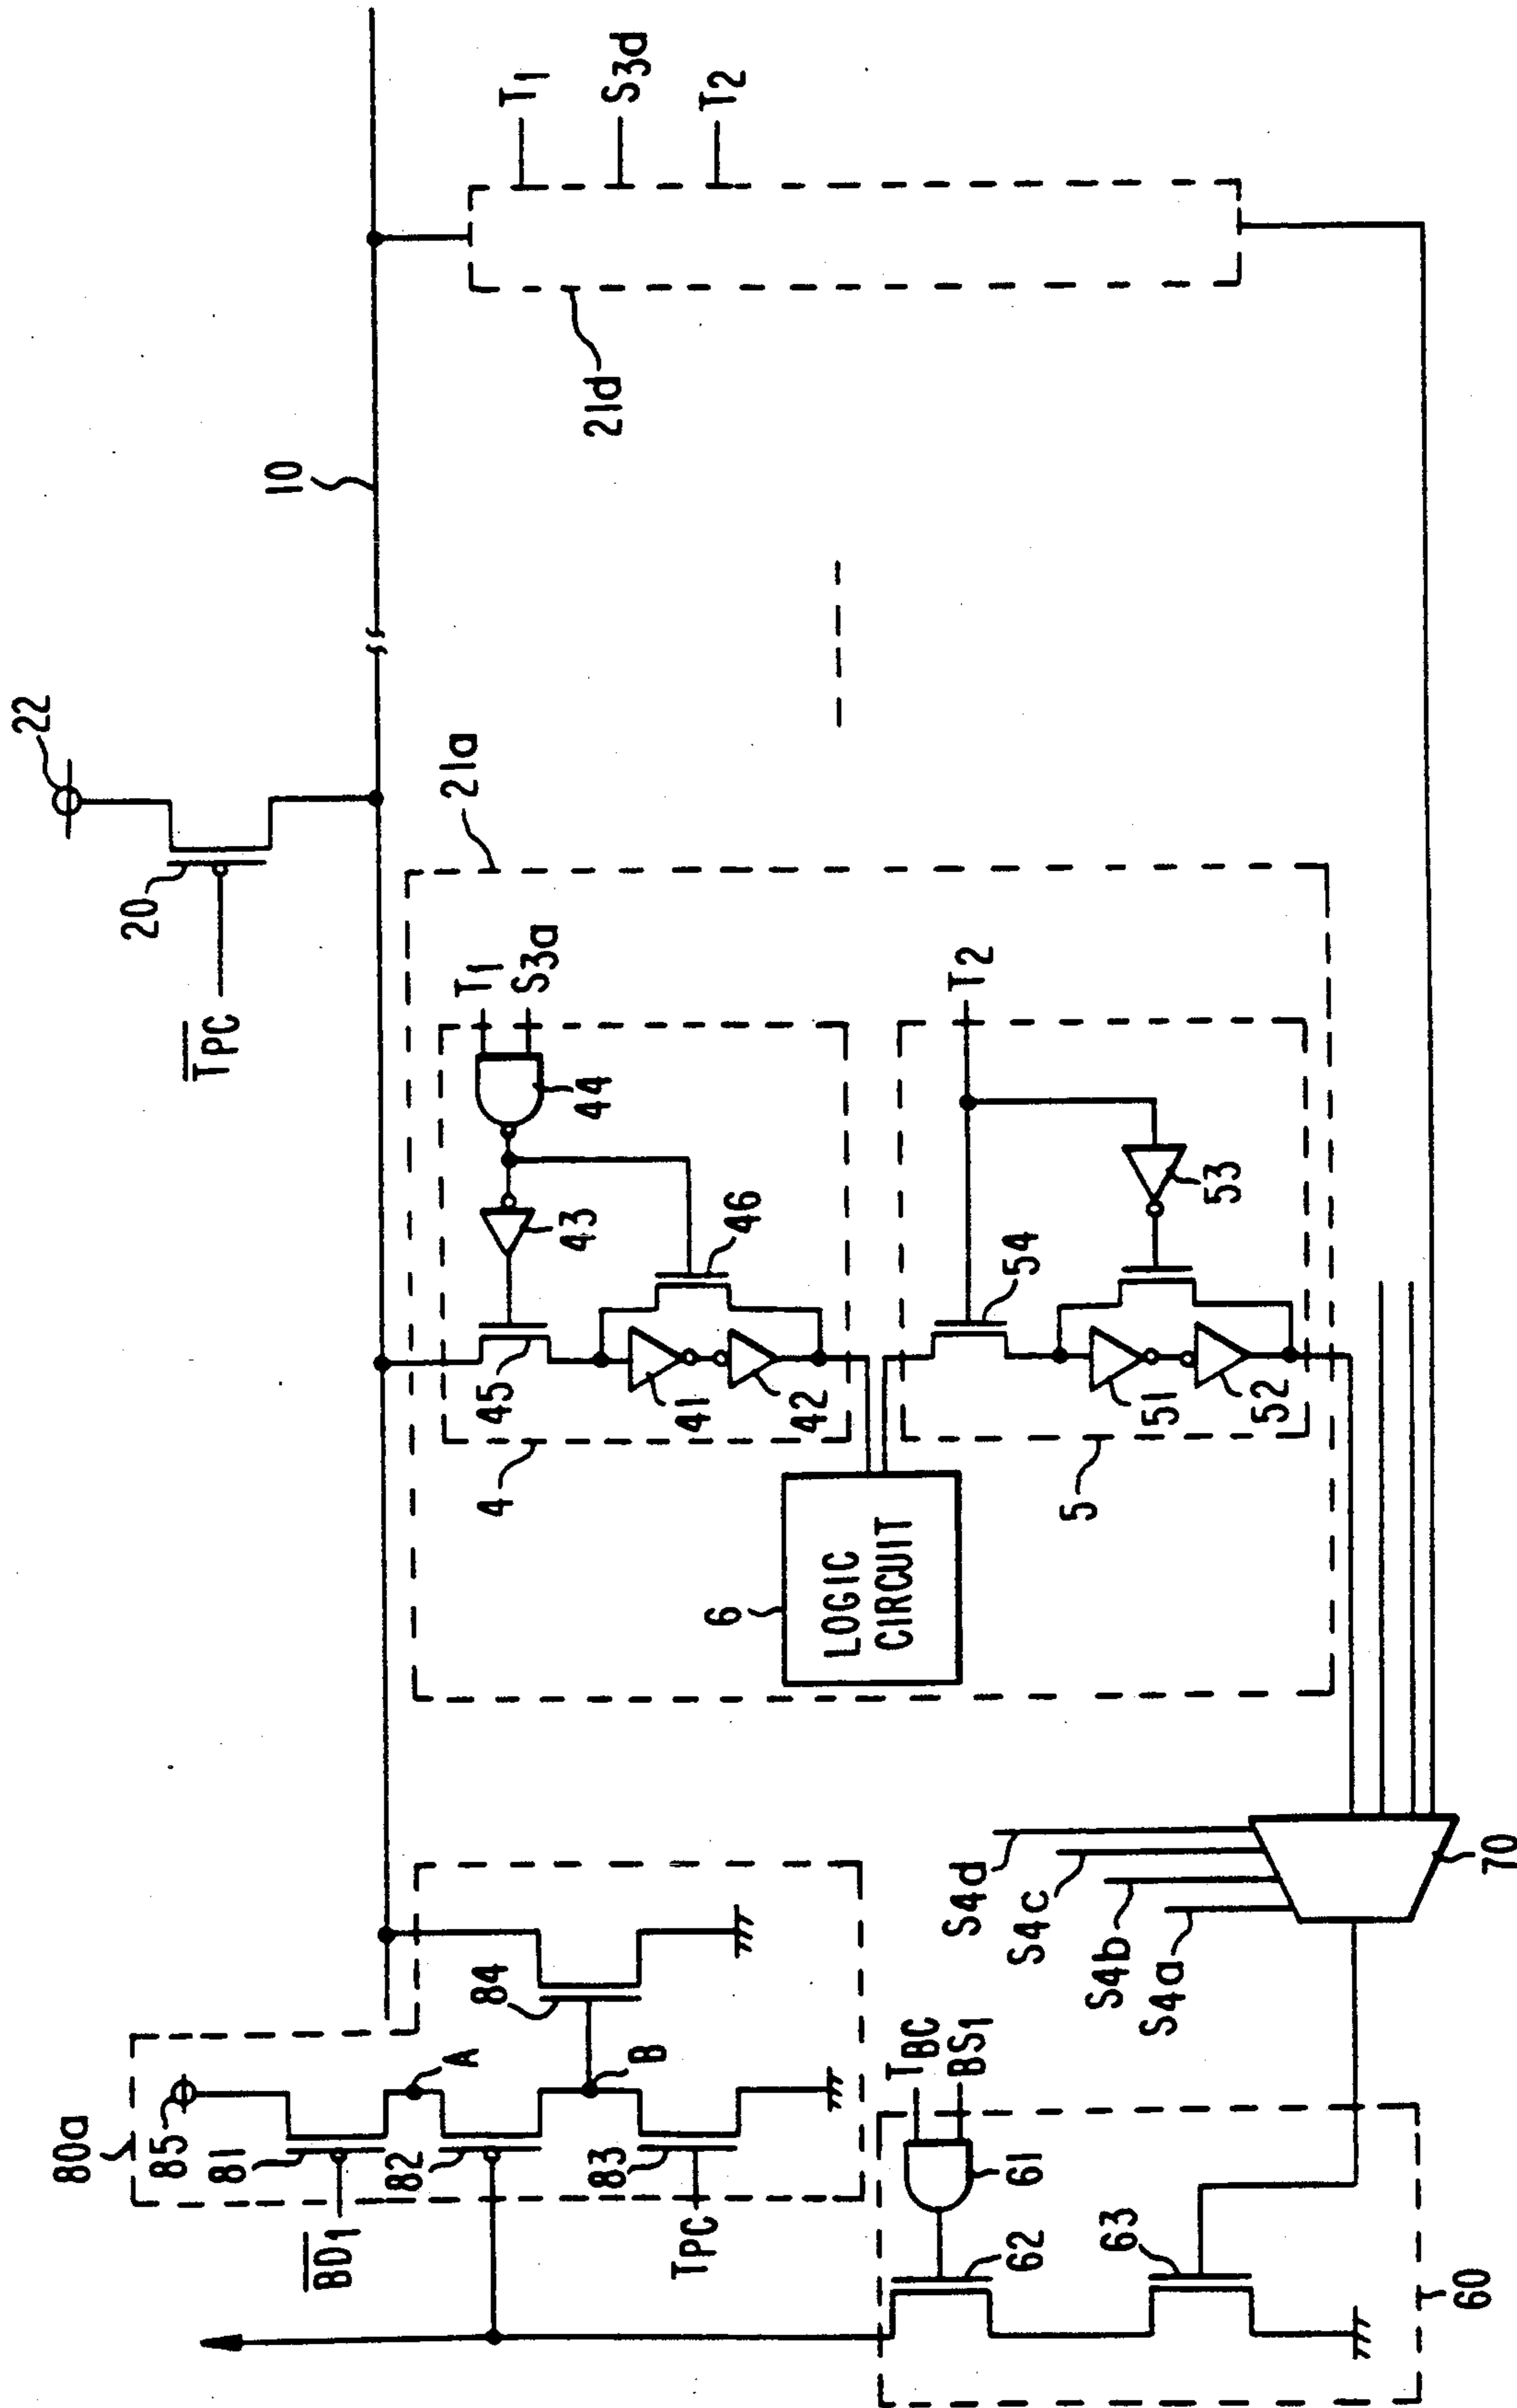 22
20
T̅P̅C̅
10
T1
S3d
T2
21d
21a
T1
S3a
44
43
46
45
41
42
4
T2
54
53
51
52
5
6
LOGIC
CIRCUIT
80a
85
A
81
82
B
83
84
B̅D̅1
TPC
TBC
BS1
61
62
63
60
S4d
S4c
S4b
S4a
70